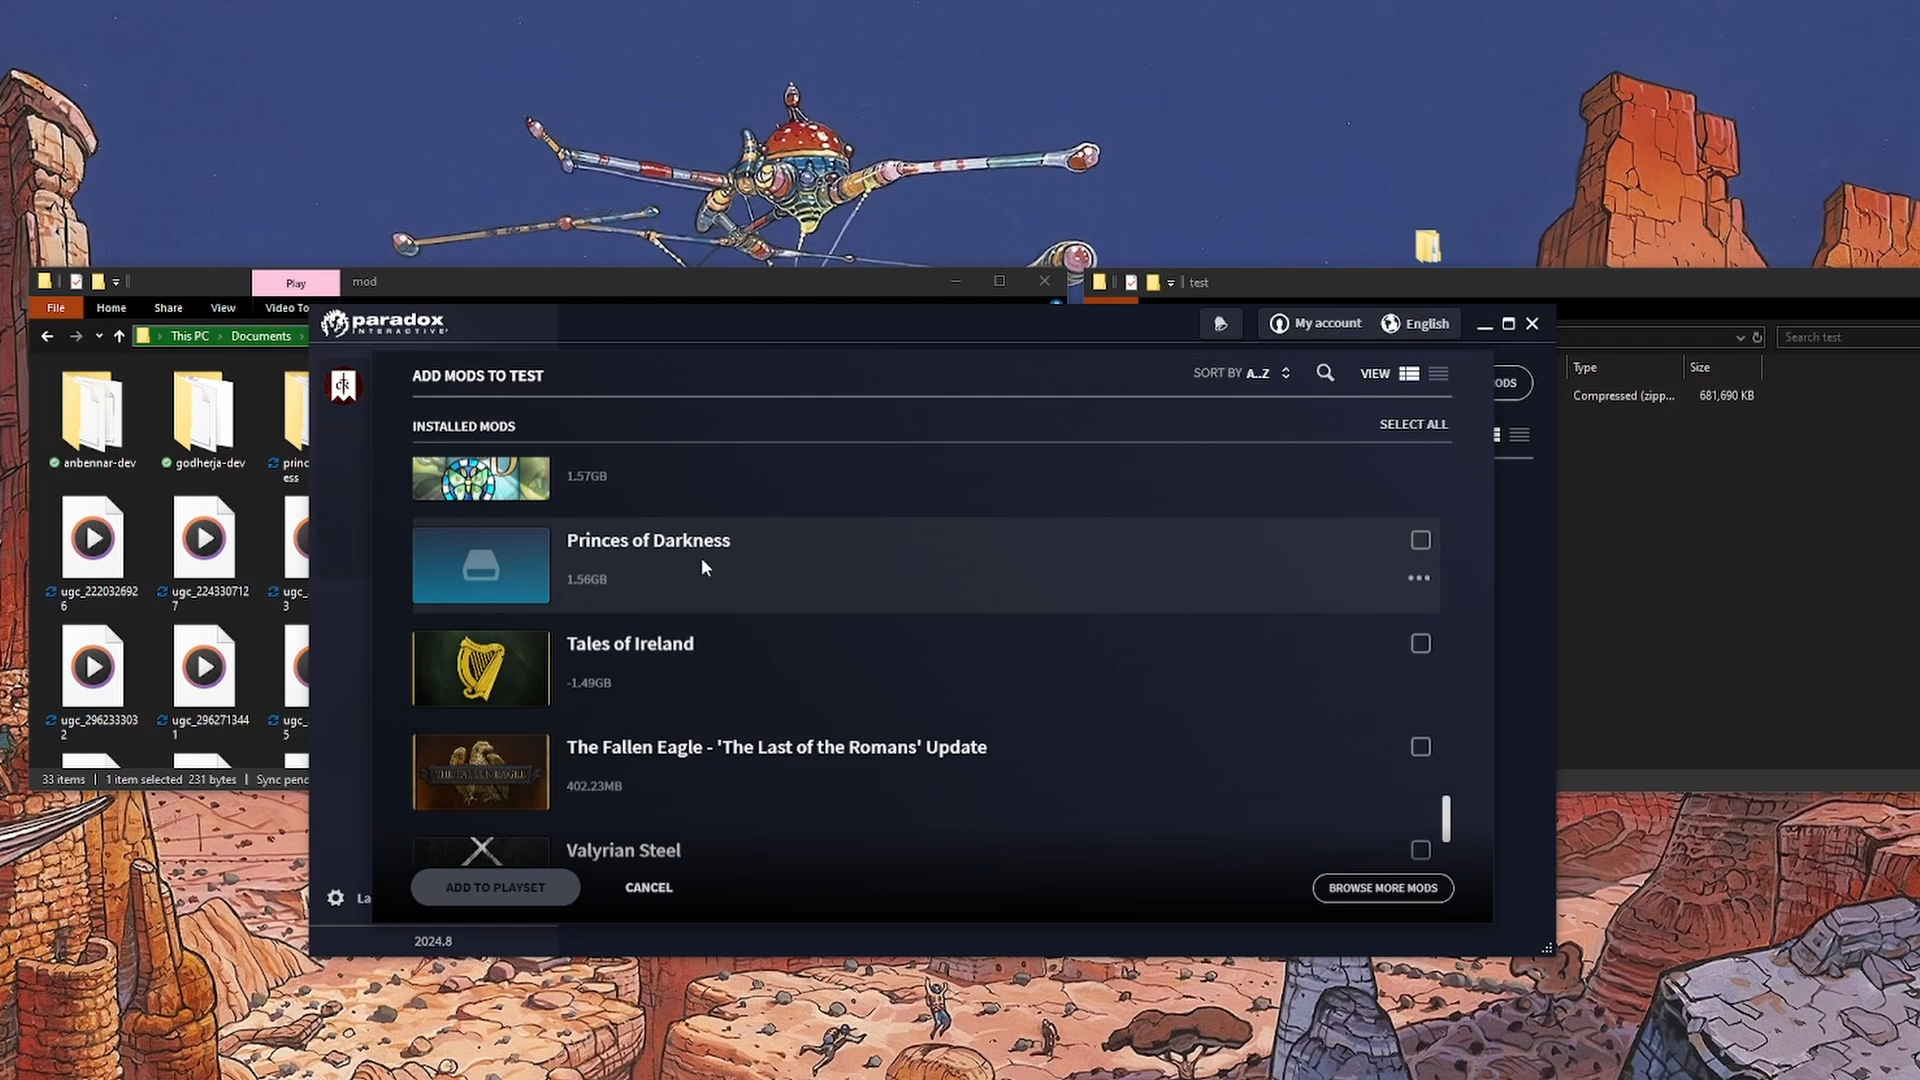 Play
mod
test
File
Home
Share
View
Video To
This PC
Documents
Search test
paradox
INTERACTIVE
My account
English
ADD MODS TO TEST
SORT BY A..Z
VIEW
ODS
Type
Size
Compressed (zipp...
681,690 KB
INSTALLED MODS
SELECT ALL
1.57GB
Princes of Darkness
1.56GB
Tales of Ireland
-1.49GB
The Fallen Eagle - 'The Last of the Romans' Update
402.23MB
Valyrian Steel
ADD TO PLAYSET
CANCEL
BROWSE MORE MODS
La
2024.8
anbennar-dev
godherja-dev
princ
ess
ugc_222032692
6
ugc_224330712
7
ugc_
3
ugc_296233303
2
ugc_296271344
1
ugc_
5
33 items
1 item selected
231 bytes
Sync penc